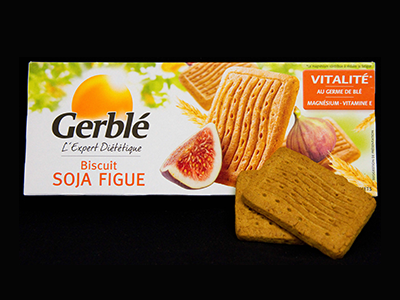 Gerblé
L'Expert Diététique
Biscuit
SOJA FIGUE
VITALITÉ*
AU GERME DE BLÉ
MAGNÉSIUM - VITAMINE E